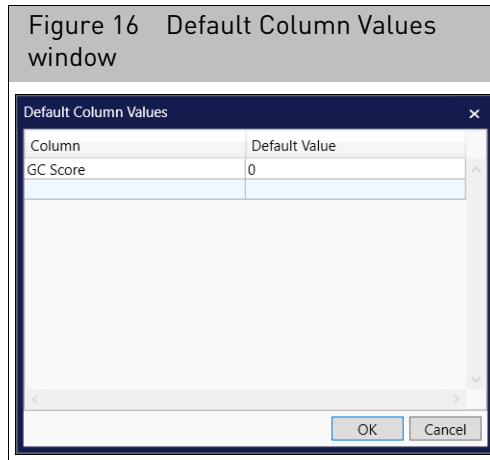 Figure 16 Default Column Values
window
Default Column Values ×
Column Default Value
GC Score 0
OK Cancel